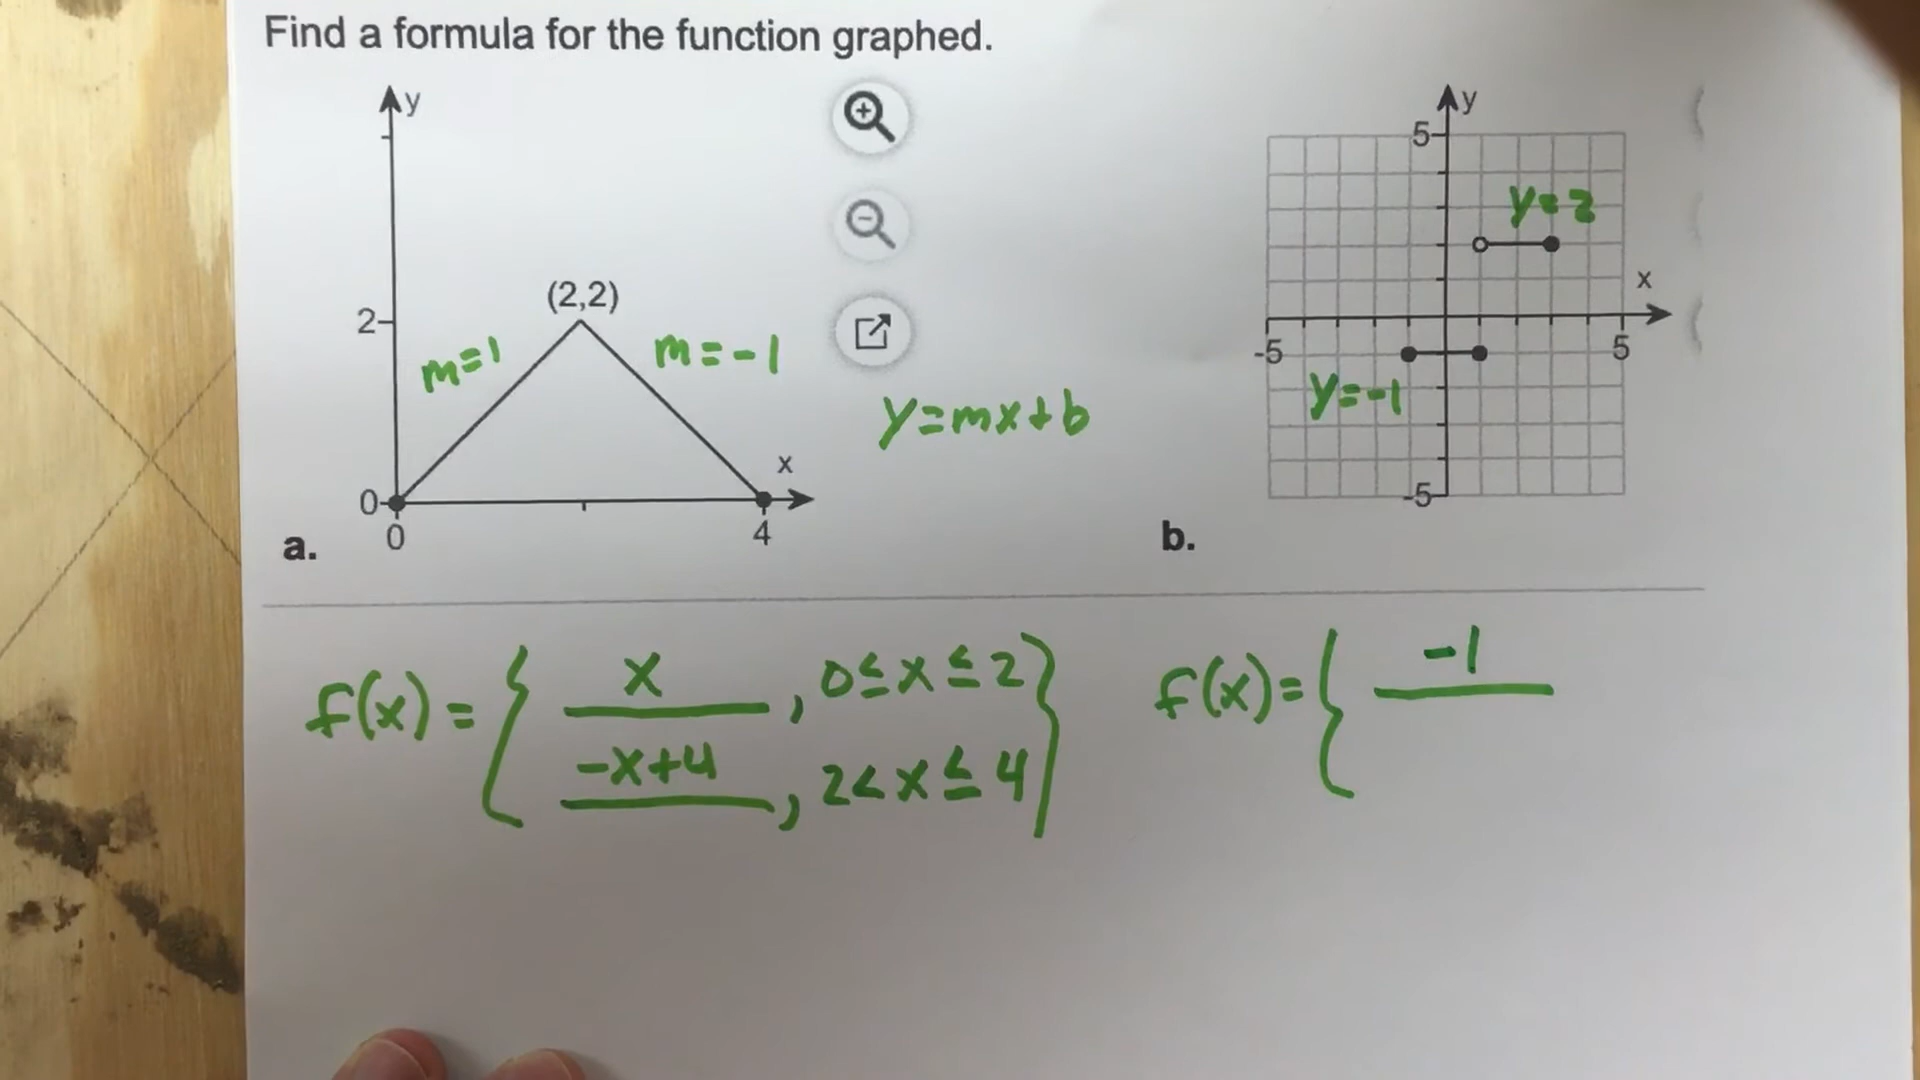 Find a formula for the function graphed.
y
2
(2,2)
m=1
m=-1
x
0
0
4
a.
y=mx+b
y
5
y=2
x
-5
5
y=-1
-5
b.
f(x) = { x , 0≤x≤2
-x+4 , 2<x≤4 }
f(x)= { -1